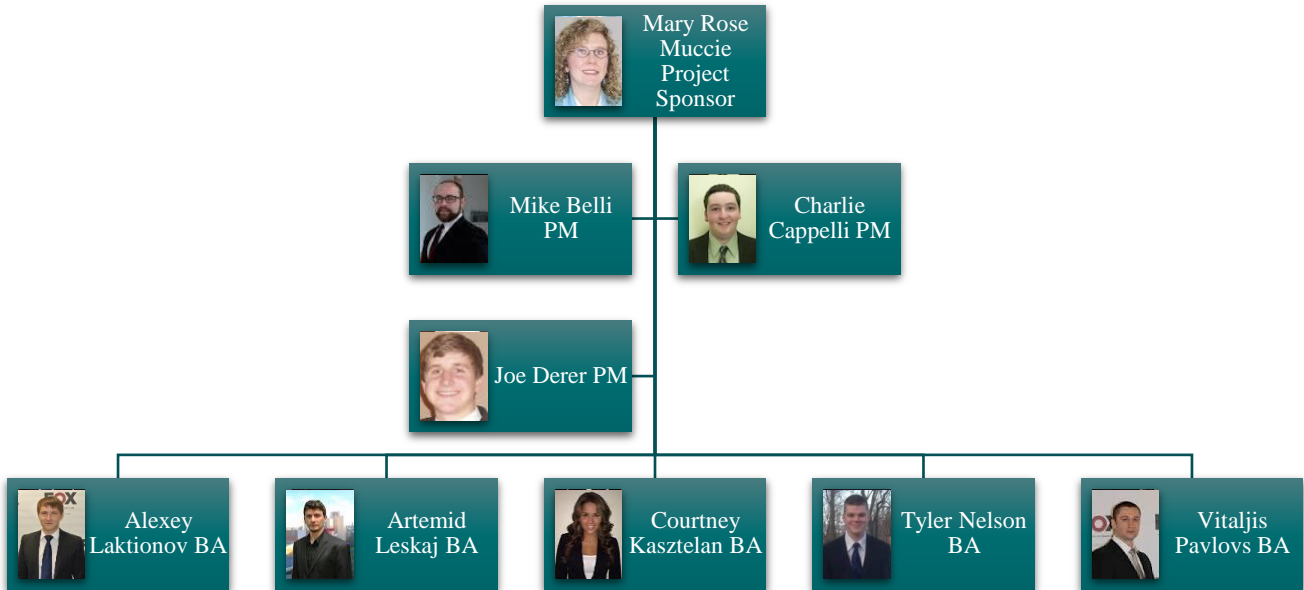 Mary Rose
Muccie
Project
Sponsor
Mike Belli
PM
Charlie
Cappelli PM
Joe Derer PM
FOX
Alexey
Laktionov BA
Artemid
Leskaj BA
Courtney
Kasztelan BA
Tyler Nelson
BA
Vitaljis
Pavlovs BA